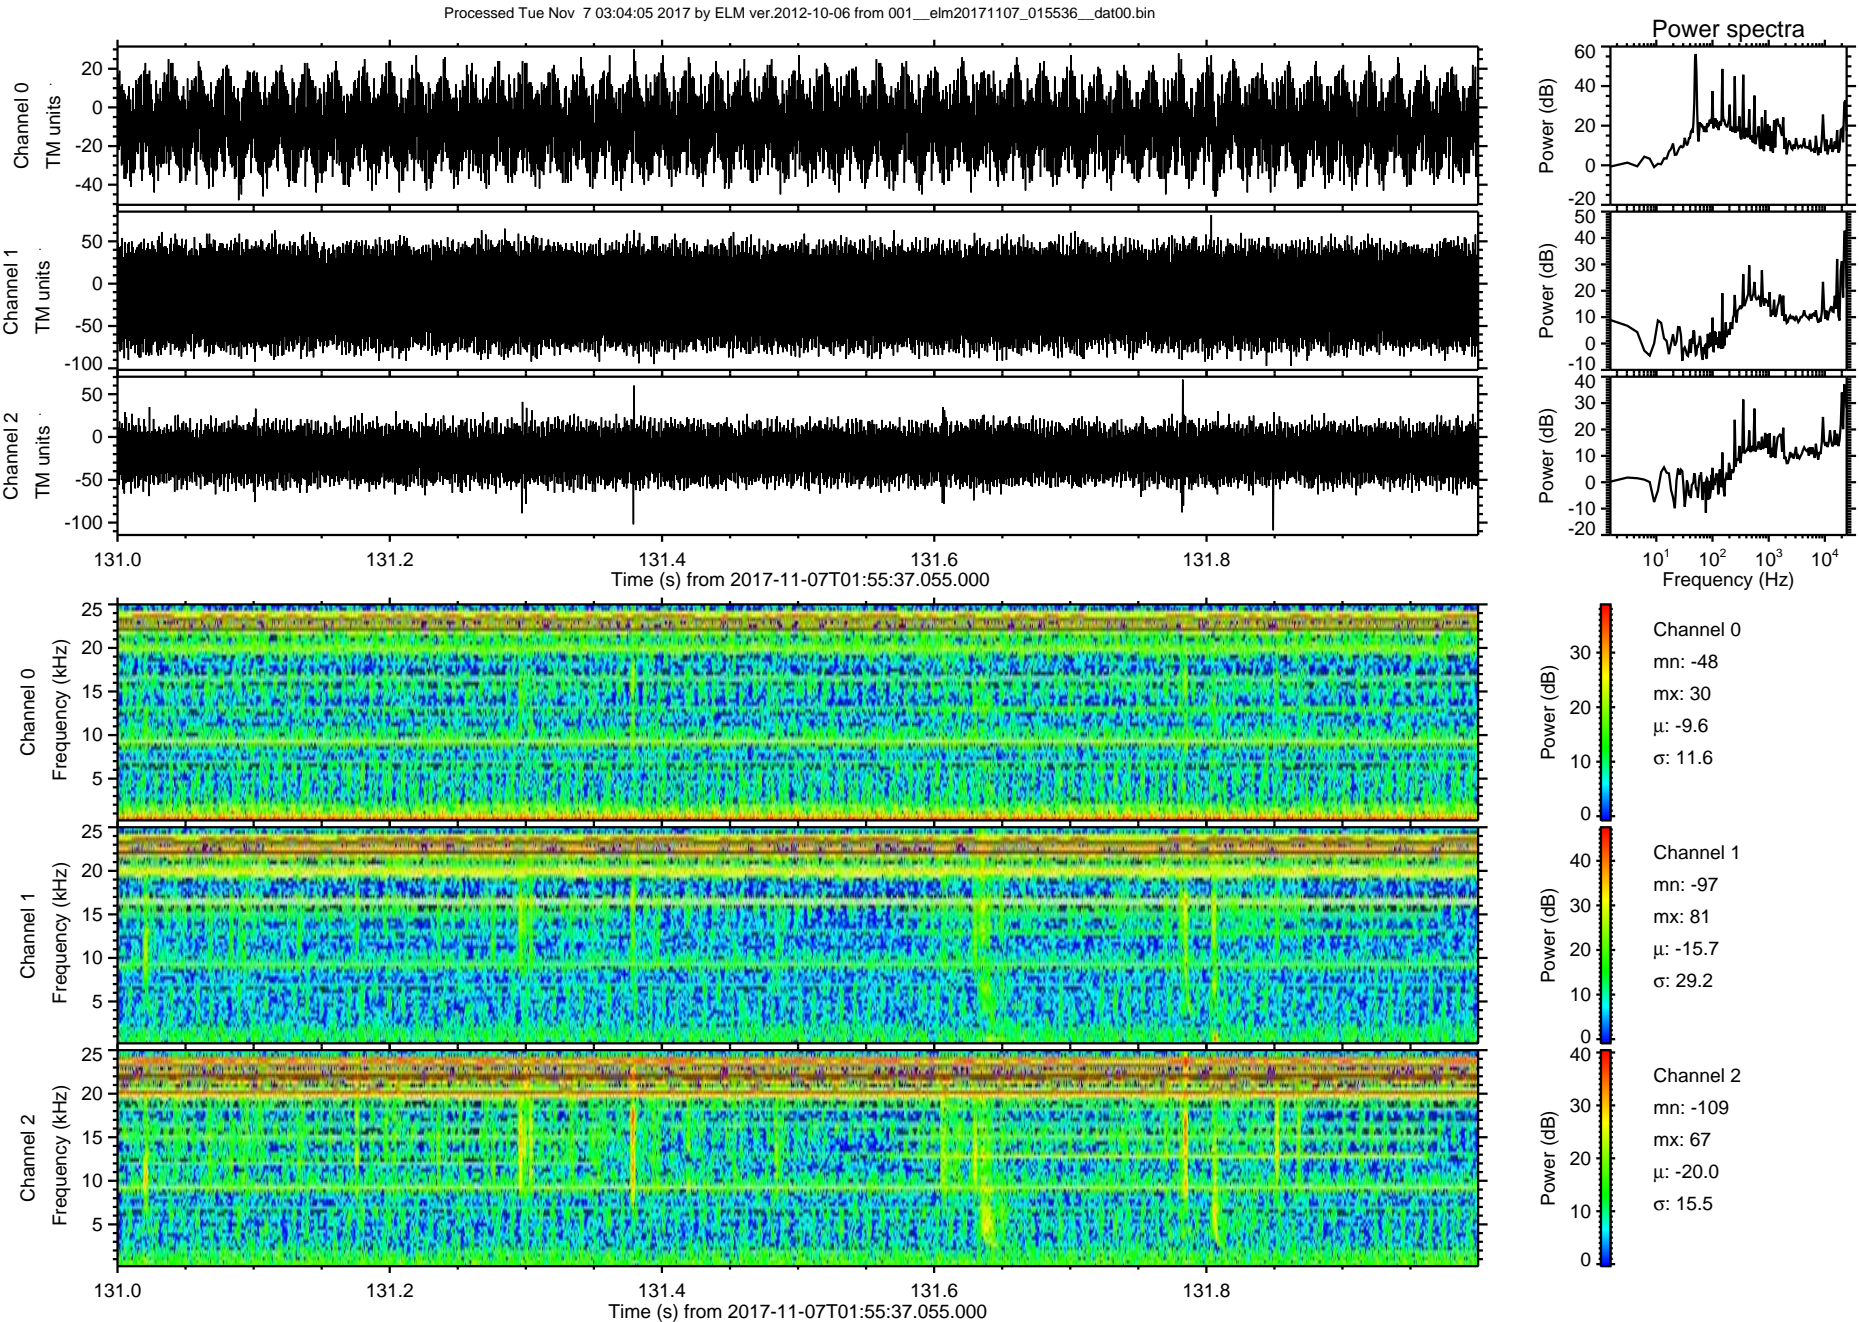 Processed Tue Nov 7 03:04:05 2017 by ELM ver.2012-10-06 from 001__elm20171107_015536__dat00.bin
Power spectra
Channel 0
TM units
20
0
-20
-40
Power (dB)
60
40
20
0
-20
Channel 1
TM units
50
0
-50
-100
Power (dB)
50
40
30
20
10
0
-10
Channel 2
TM units
50
0
-50
-100
Power (dB)
40
30
20
10
0
-10
-20
131.0 131.2 131.4 131.6 131.8
Time (s) from 2017-11-07T01:55:37.055.000
10^1 10^2 10^3 10^4
Frequency (Hz)
Channel 0
Frequency (kHz)
25
20
15
10
5
Power (dB)
30
20
10
0
Channel 0
mn: -48
mx: 30
μ: -9.6
σ: 11.6
Channel 1
Frequency (kHz)
25
20
15
10
5
Power (dB)
40
30
20
10
0
Channel 1
mn: -97
mx: 81
μ: -15.7
σ: 29.2
Channel 2
Frequency (kHz)
25
20
15
10
5
Power (dB)
40
30
20
10
0
Channel 2
mn: -109
mx: 67
μ: -20.0
σ: 15.5
131.0 131.2 131.4 131.6 131.8
Time (s) from 2017-11-07T01:55:37.055.000